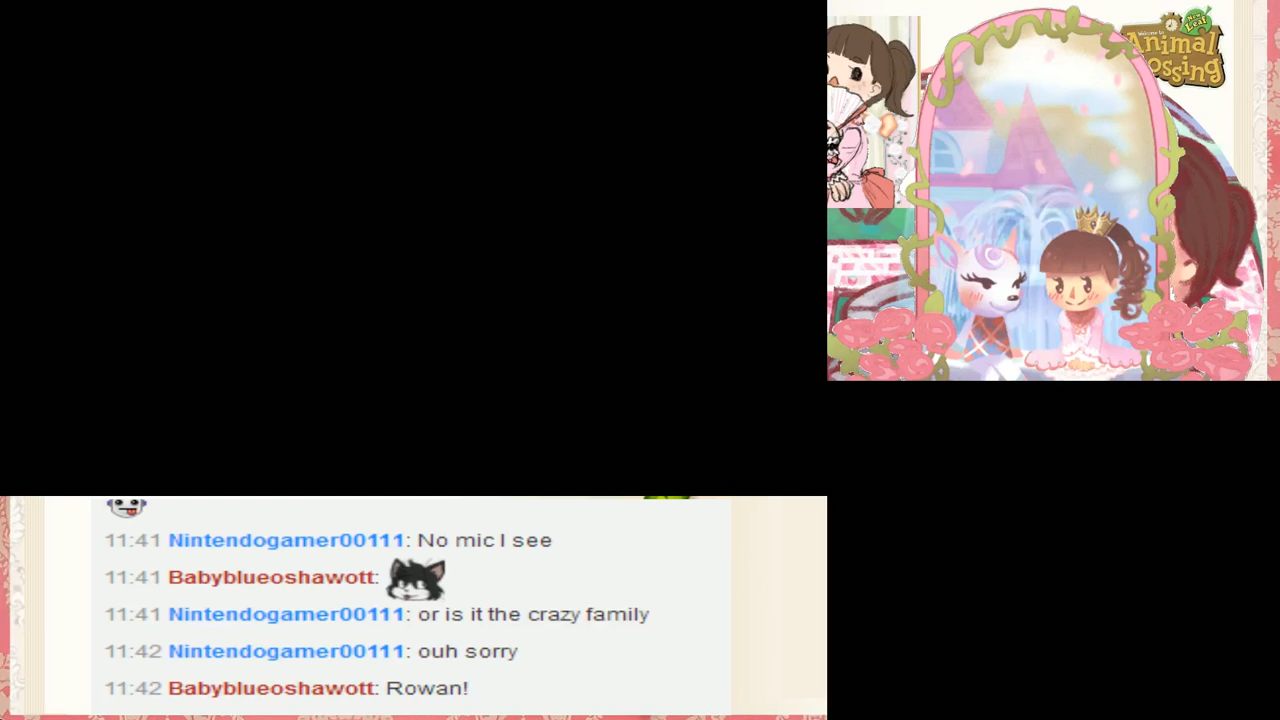 New
Leaf
Welcome to
Animal
ossing
11:41 Nintendogamer00111: No mic I see
11:41 Babyblueoshawott:
11:41 Nintendogamer00111: or is it the crazy family
11:42 Nintendogamer00111: ouh sorry
11:42 Babyblueoshawott: Rowan!